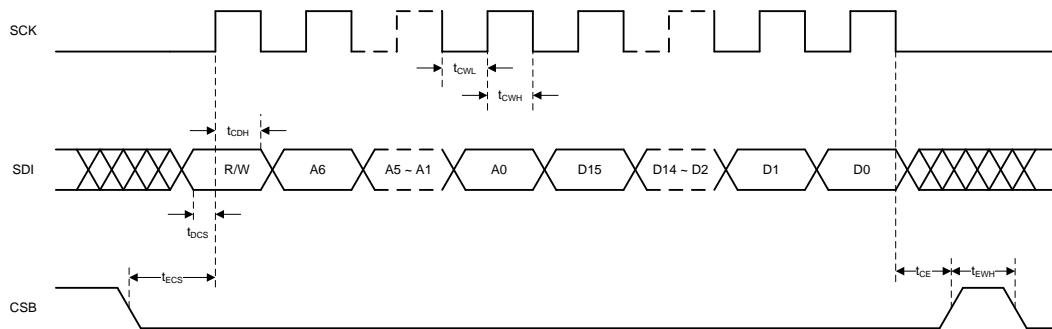 SCK
tCWL
tCWH
tCDH
SDI
R/W
A6
A5 ~ A1
A0
D15
D14 ~ D2
D1
D0
tDCS
tECS
tCE
tEWH
CSB